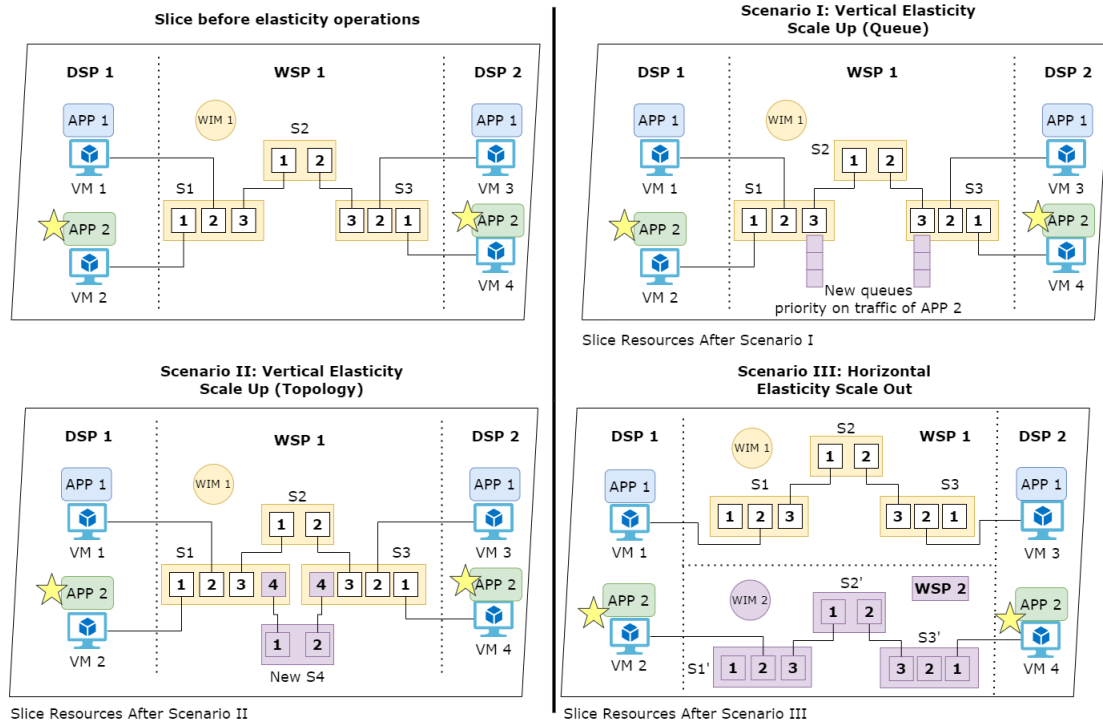 Slice before elasticity operations
DSP 1
WSP 1
DSP 2
APP 1
WIM 1
S2
APP 1
1 2
VM 1
VM 3
S1
S3
1 2 3
3 2 1
APP 2
APP 2
VM 2
VM 4
Scenario I: Vertical Elasticity
Scale Up (Queue)
DSP 1
WSP 1
DSP 2
APP 1
WIM 1
S2
APP 1
1 2
VM 1
VM 3
S1
S3
1 2 3
3 2 1
APP 2
APP 2
VM 2
VM 4
New queues
priority on traffic of APP 2
Slice Resources After Scenario I
Scenario II: Vertical Elasticity
Scale Up (Topology)
DSP 1
WSP 1
DSP 2
APP 1
WIM 1
S2
APP 1
1 2
VM 1
VM 3
S1
S3
1 2 3 4
4 3 2 1
APP 2
APP 2
1 2
VM 2
VM 4
New S4
Slice Resources After Scenario II
Scenario III: Horizontal
Elasticity Scale Out
DSP 1
S2
WSP 1
DSP 2
WIM 1
1 2
APP 1
APP 1
S1
S3
1 2 3
3 2 1
VM 1
VM 3
WIM 2
S2'
WSP 2
APP 2
APP 2
1 2
VM 2
VM 4
S1'
S3'
1 2 3
3 2 1
Slice Resources After Scenario III